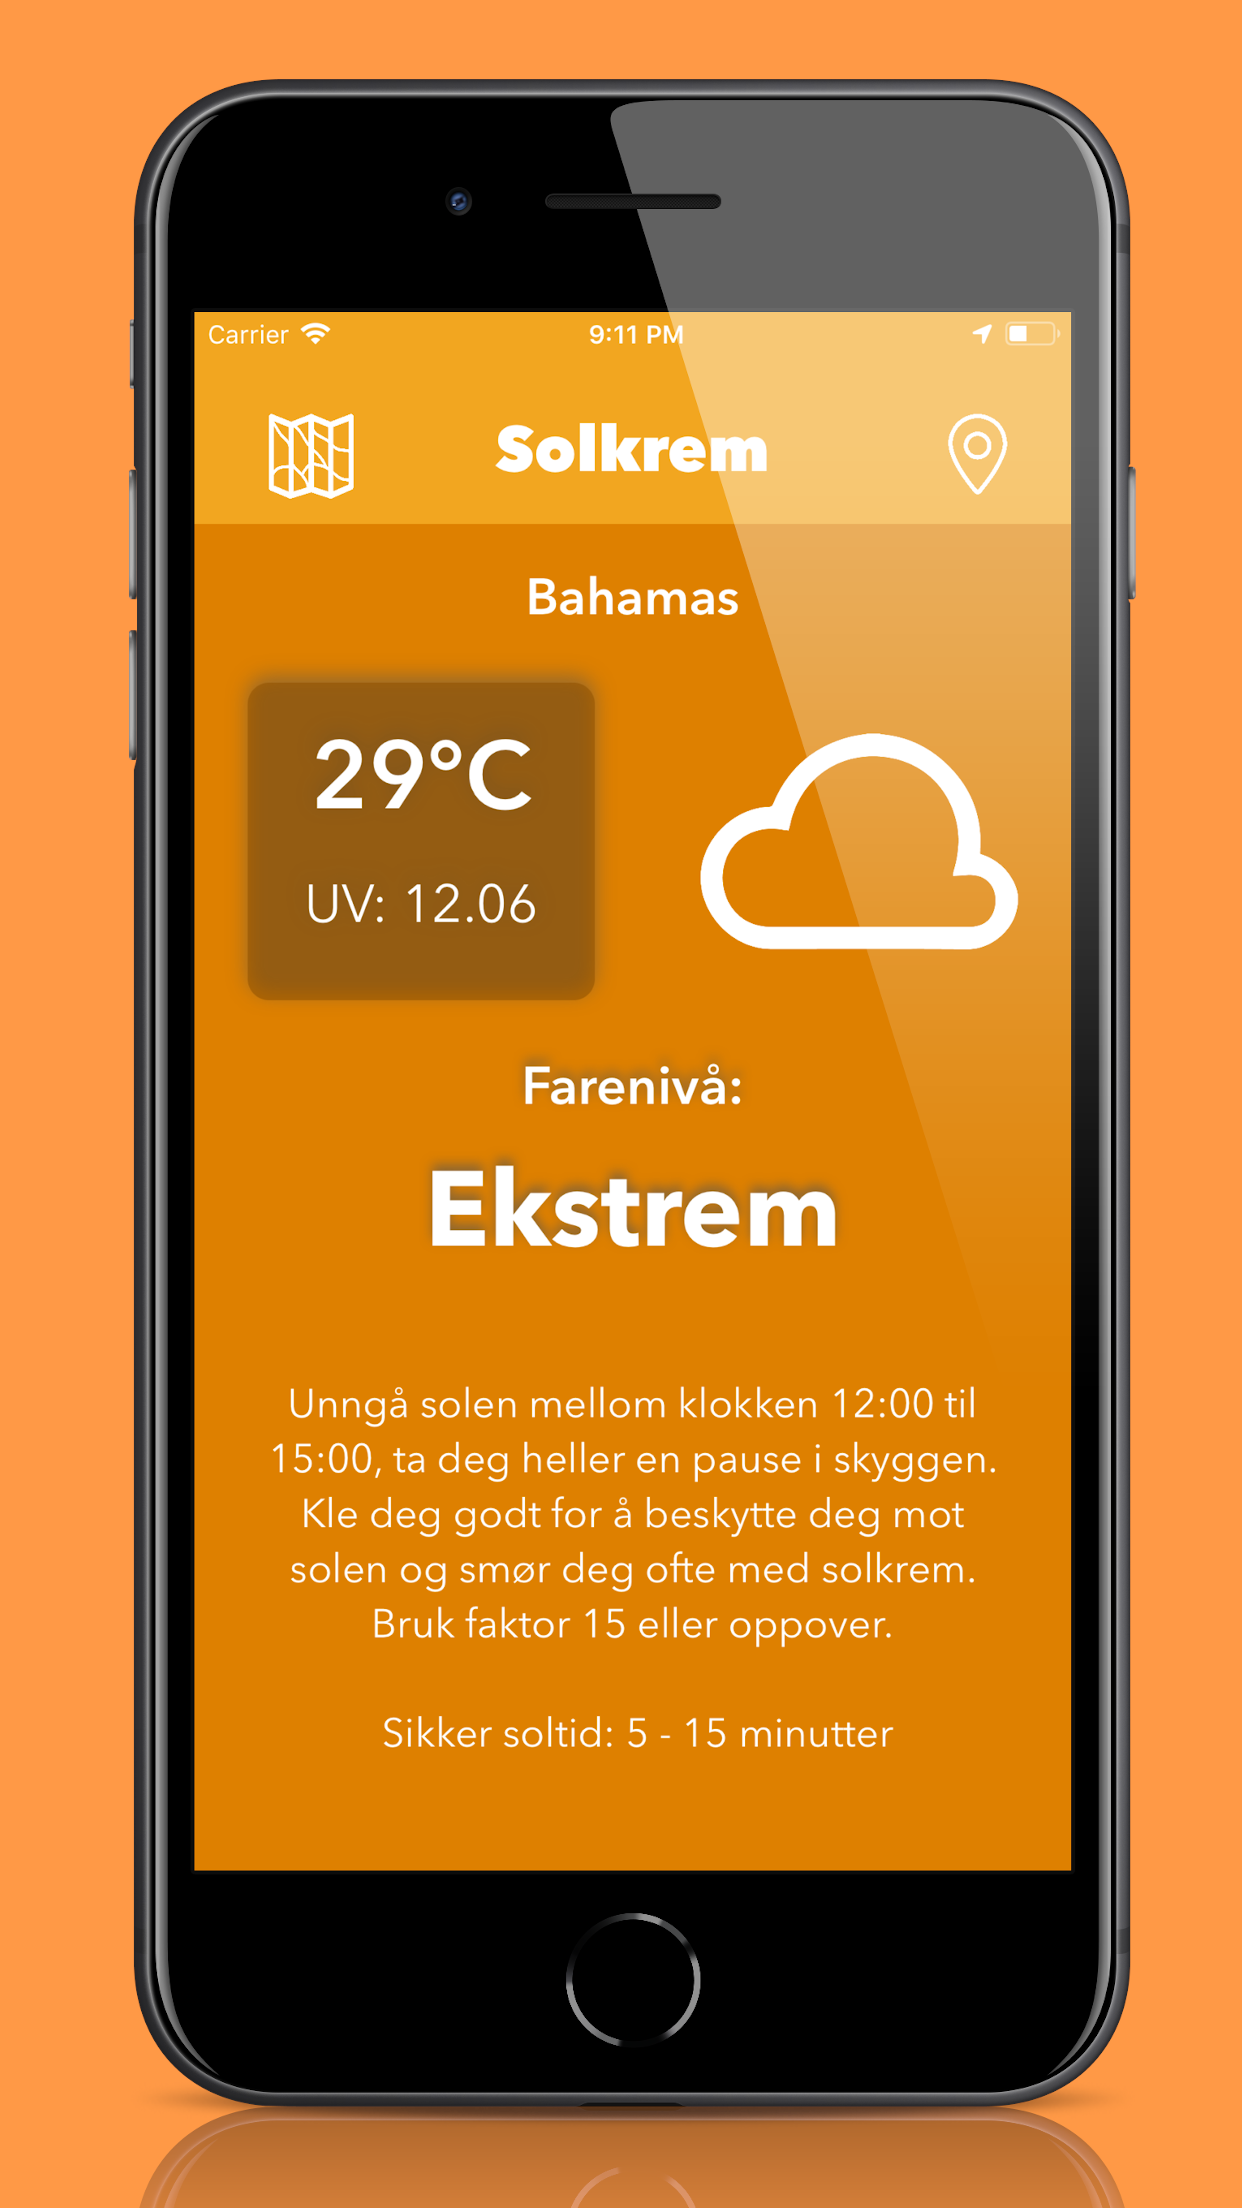 Carrier 9:11 PM
Solkrem
Bahamas
29°C
UV: 12.06
Farenivå:
Ekstrem
Unngå solen mellom klokken 12:00 til
15:00, ta deg heller en pause i skyggen.
Kle deg godt for å beskytte deg mot
solen og smør deg ofte med solkrem.
Bruk faktor 15 eller oppover.
Sikker soltid: 5 - 15 minutter